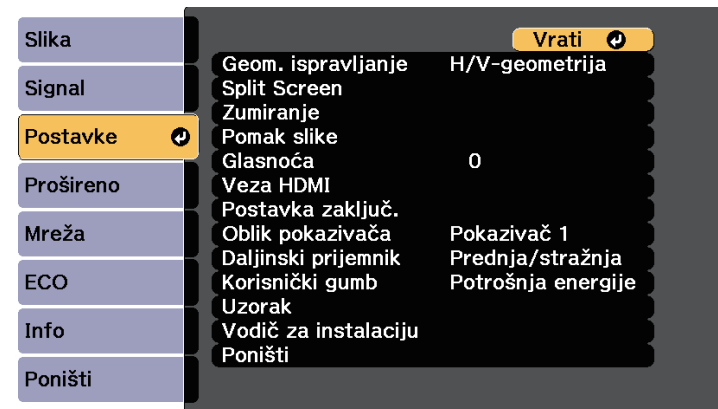 Slika
Signal
Postavke
Prošireno
Mreža
ECO
Info
Poništi
Vrati
Geom. ispravljanje H/V-geometrija
Split Screen
Zumiranje
Pomak slike
Glasnoća 0
Veza HDMI
Postavka zaključ.
Oblik pokazivača Pokazivač 1
Daljinski prijemnik Prednja/stražnja
Korisnički gumb Potrošnja energije
Uzorak
Vodič za instalaciju
Poništi